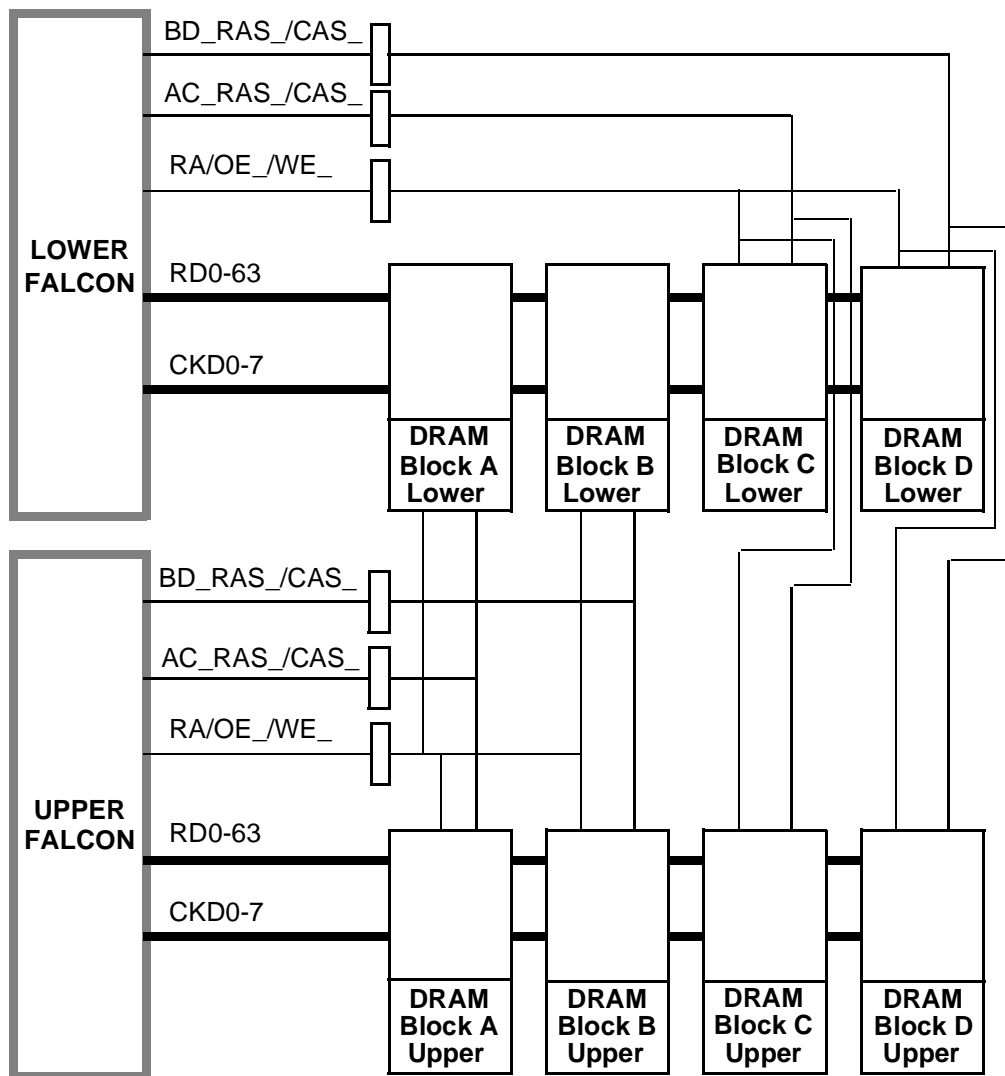 BD_RAS_/CAS_
AC_RAS_/CAS_
RA/OE_/WE_
LOWER
FALCON
RD0-63
CKD0-7
DRAM
Block A
Lower
DRAM
Block B
Lower
DRAM
Block C
Lower
DRAM
Block D
Lower
BD_RAS_/CAS_
AC_RAS_/CAS_
RA/OE_/WE_
UPPER
FALCON
RD0-63
CKD0-7
DRAM
Block A
Upper
DRAM
Block B
Upper
DRAM
Block C
Upper
DRAM
Block D
Upper